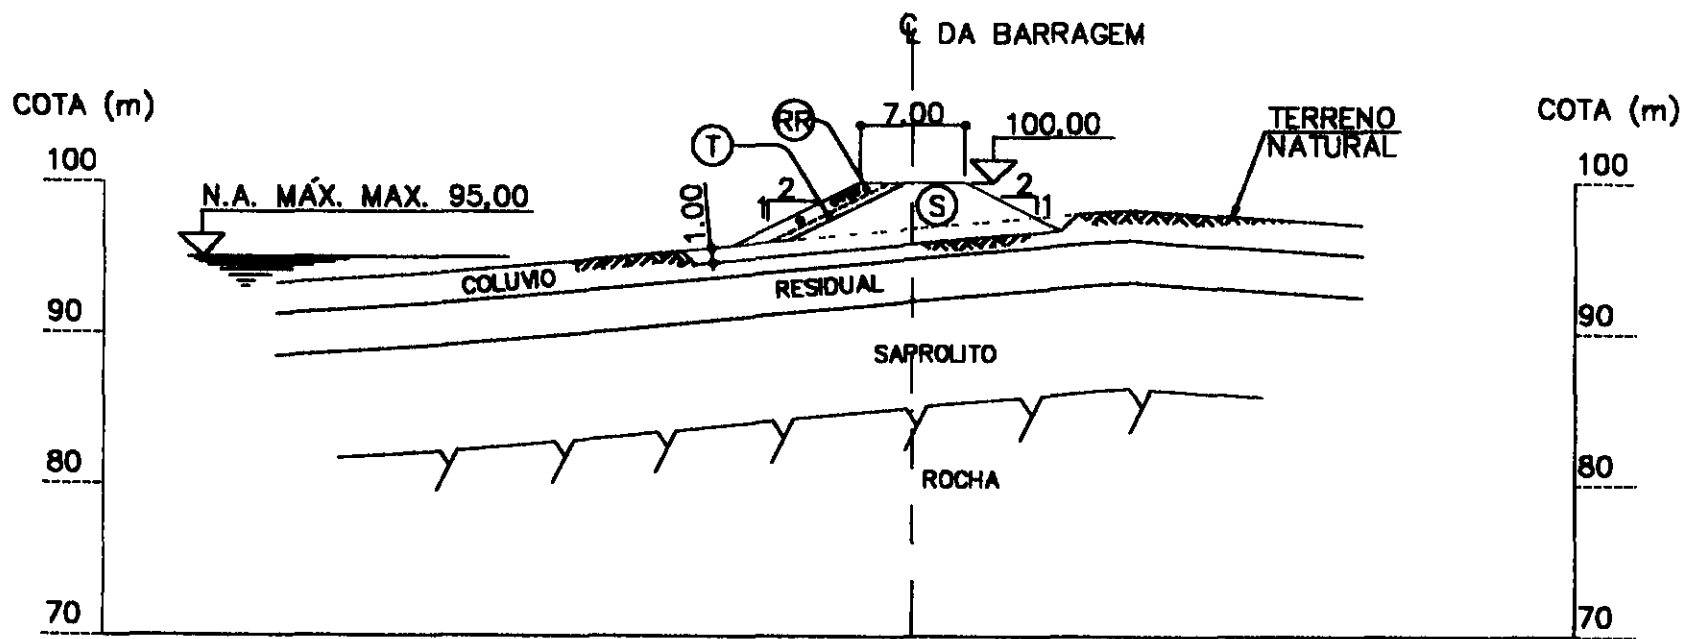 ℄ DA BARRAGEM
COTA (m)
COTA (m)
7.00
RR
100,00
TERRENO
NATURAL
T
100
100
N.A. MÁX. MAX. 95,00
1.00
2
1
S
2
1
COLUVIO
RESIDUAL
90
90
SAPROLITO
80
80
ROCHA
70
70